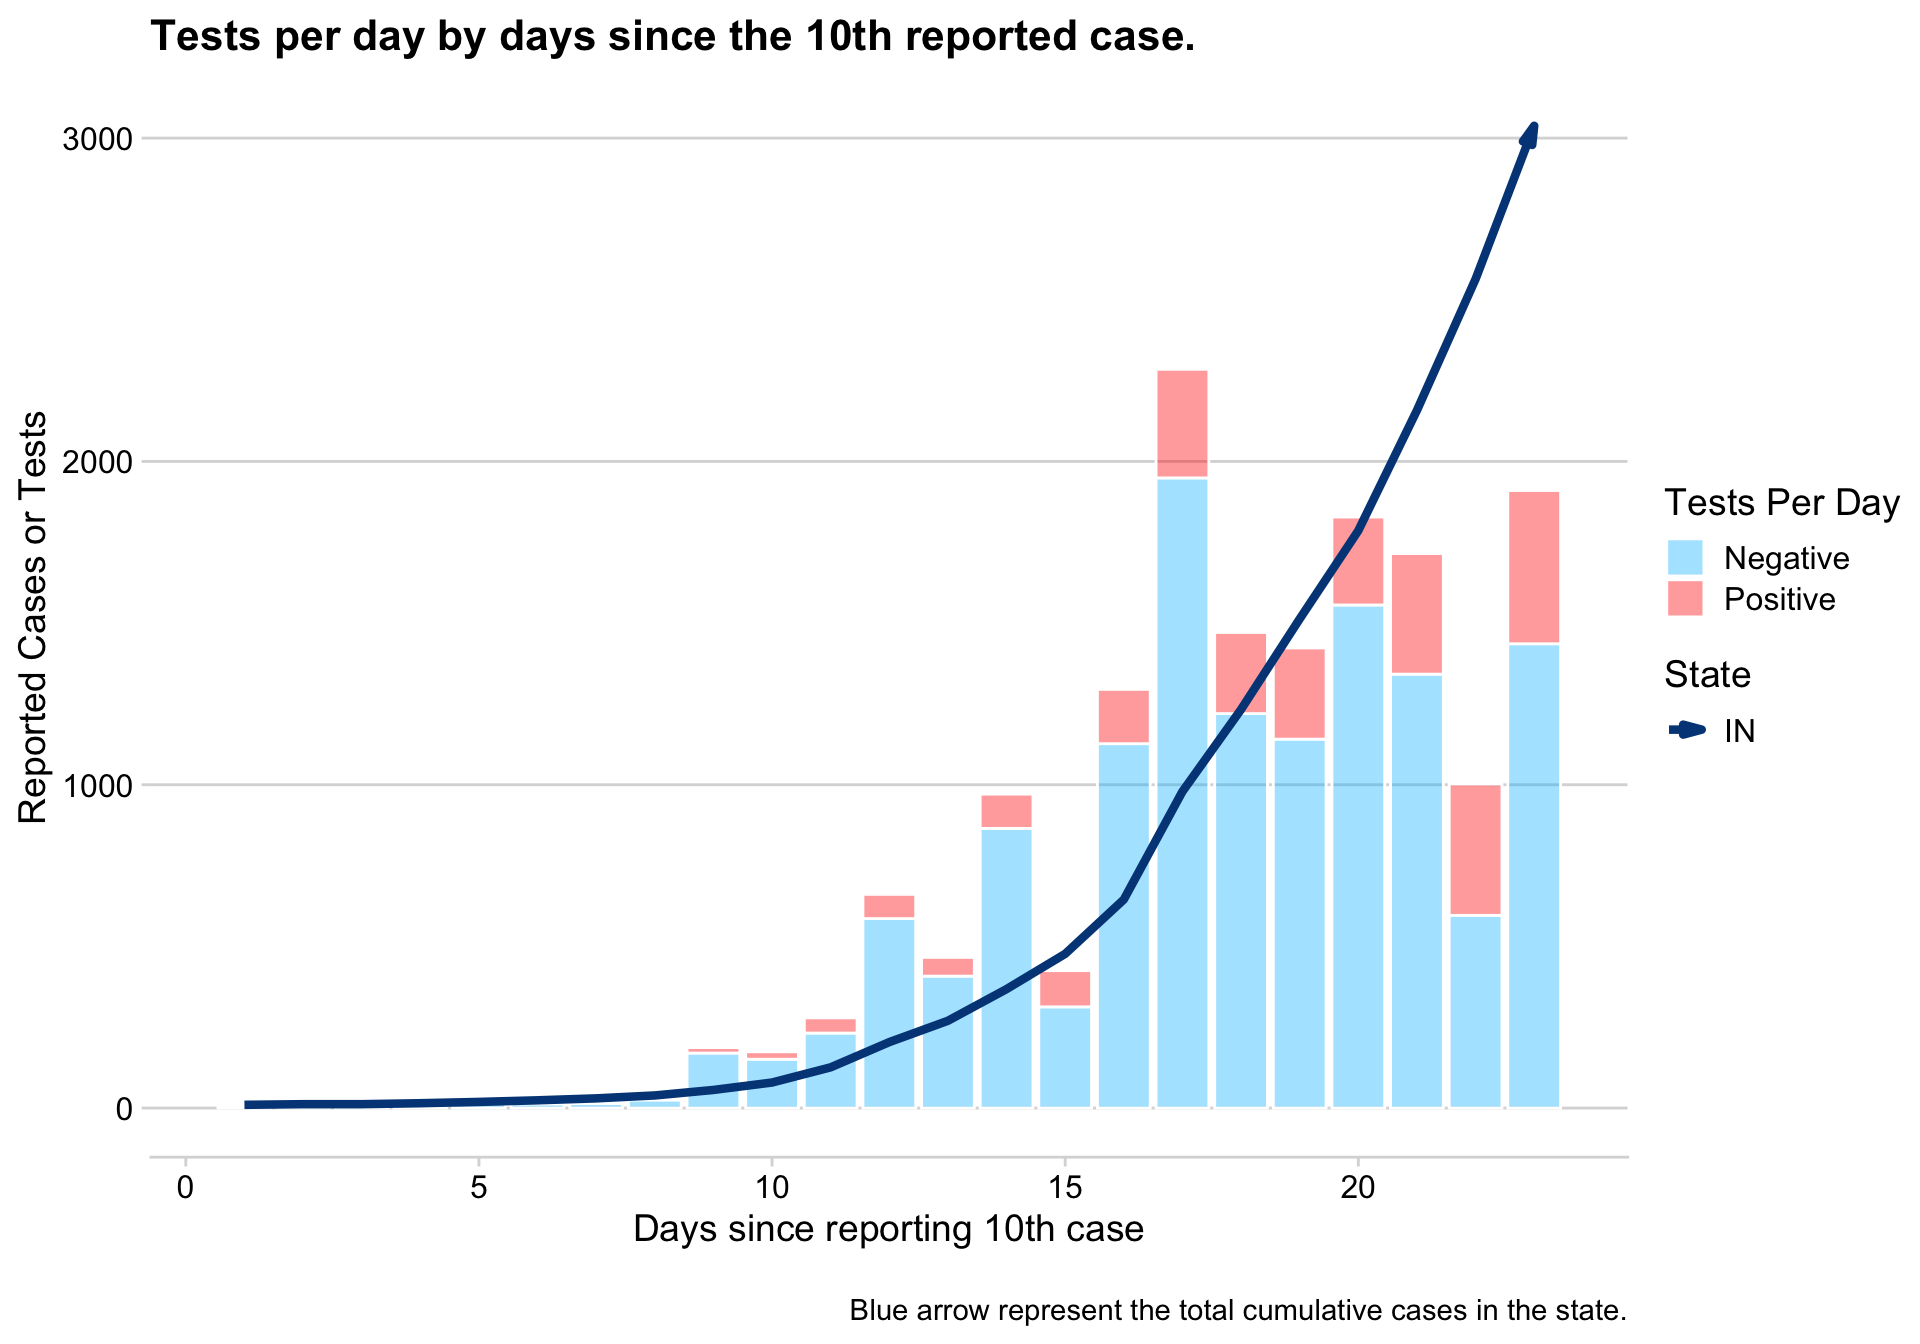 Tests per day by days since the 10th reported case.
3000
2000
1000
0
Reported Cases or Tests
0 5 10 15 20
Days since reporting 10th case
Tests Per Day
Negative
Positive
State
IN
Blue arrow represent the total cumulative cases in the state.